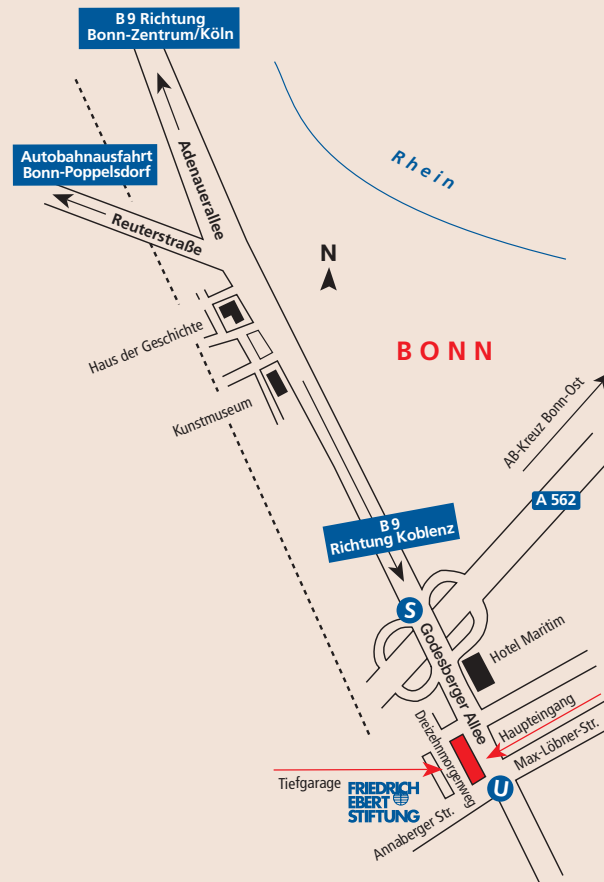 B 9 Richtung
Bonn-Zentrum/Köln
Autobahnausfahrt
Bonn-Poppelsdorf
Adenauerallee
Reuterstraße
Rhein
N
Haus der Geschichte
BONN
Kunstmuseum
AB-Kreuz Bonn-Ost
A 562
B 9
Richtung Koblenz
S
Godesberger Allee
Hotel Maritim
Haupteingang
Max-Löbner-Str.
Dreizehnmorgenweg
Tiefgarage
FRIEDRICH
EBERT
STIFTUNG
U
Annaberger Str.